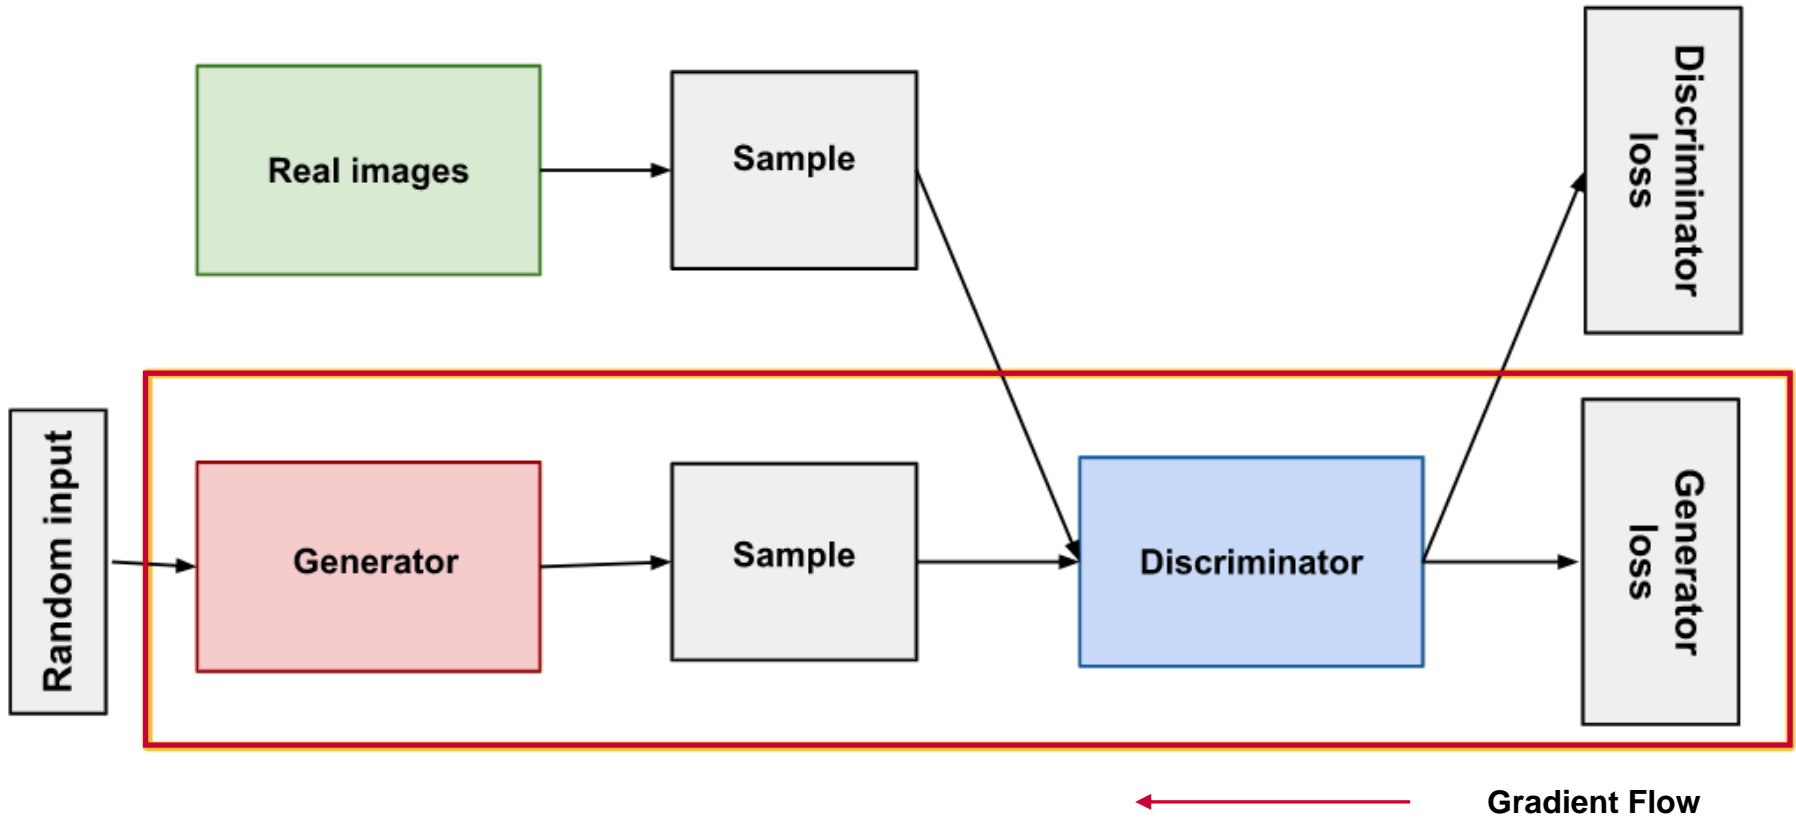 Real images
Sample
Discriminator
loss
Random input
Generator
Sample
Discriminator
Generator
loss
Gradient Flow